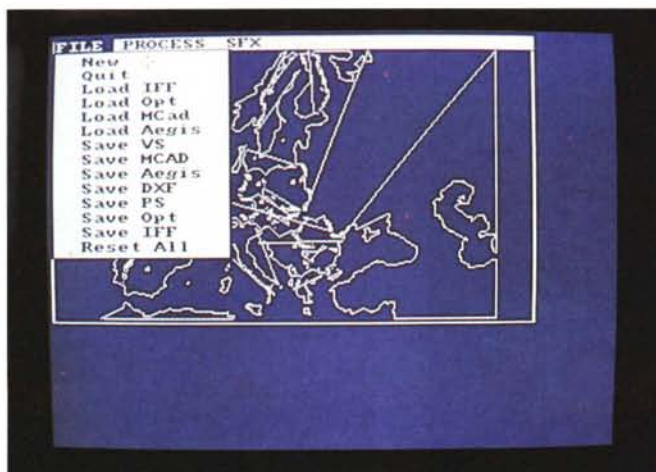 FILE PROCESS SFX
New
Quit
Load IFF
Load Opt
Load MCad
Load Aegis
Save VS
Save MCAD
Save Aegis
Save DXF
Save PS
Save Opt
Save IFF
Reset All